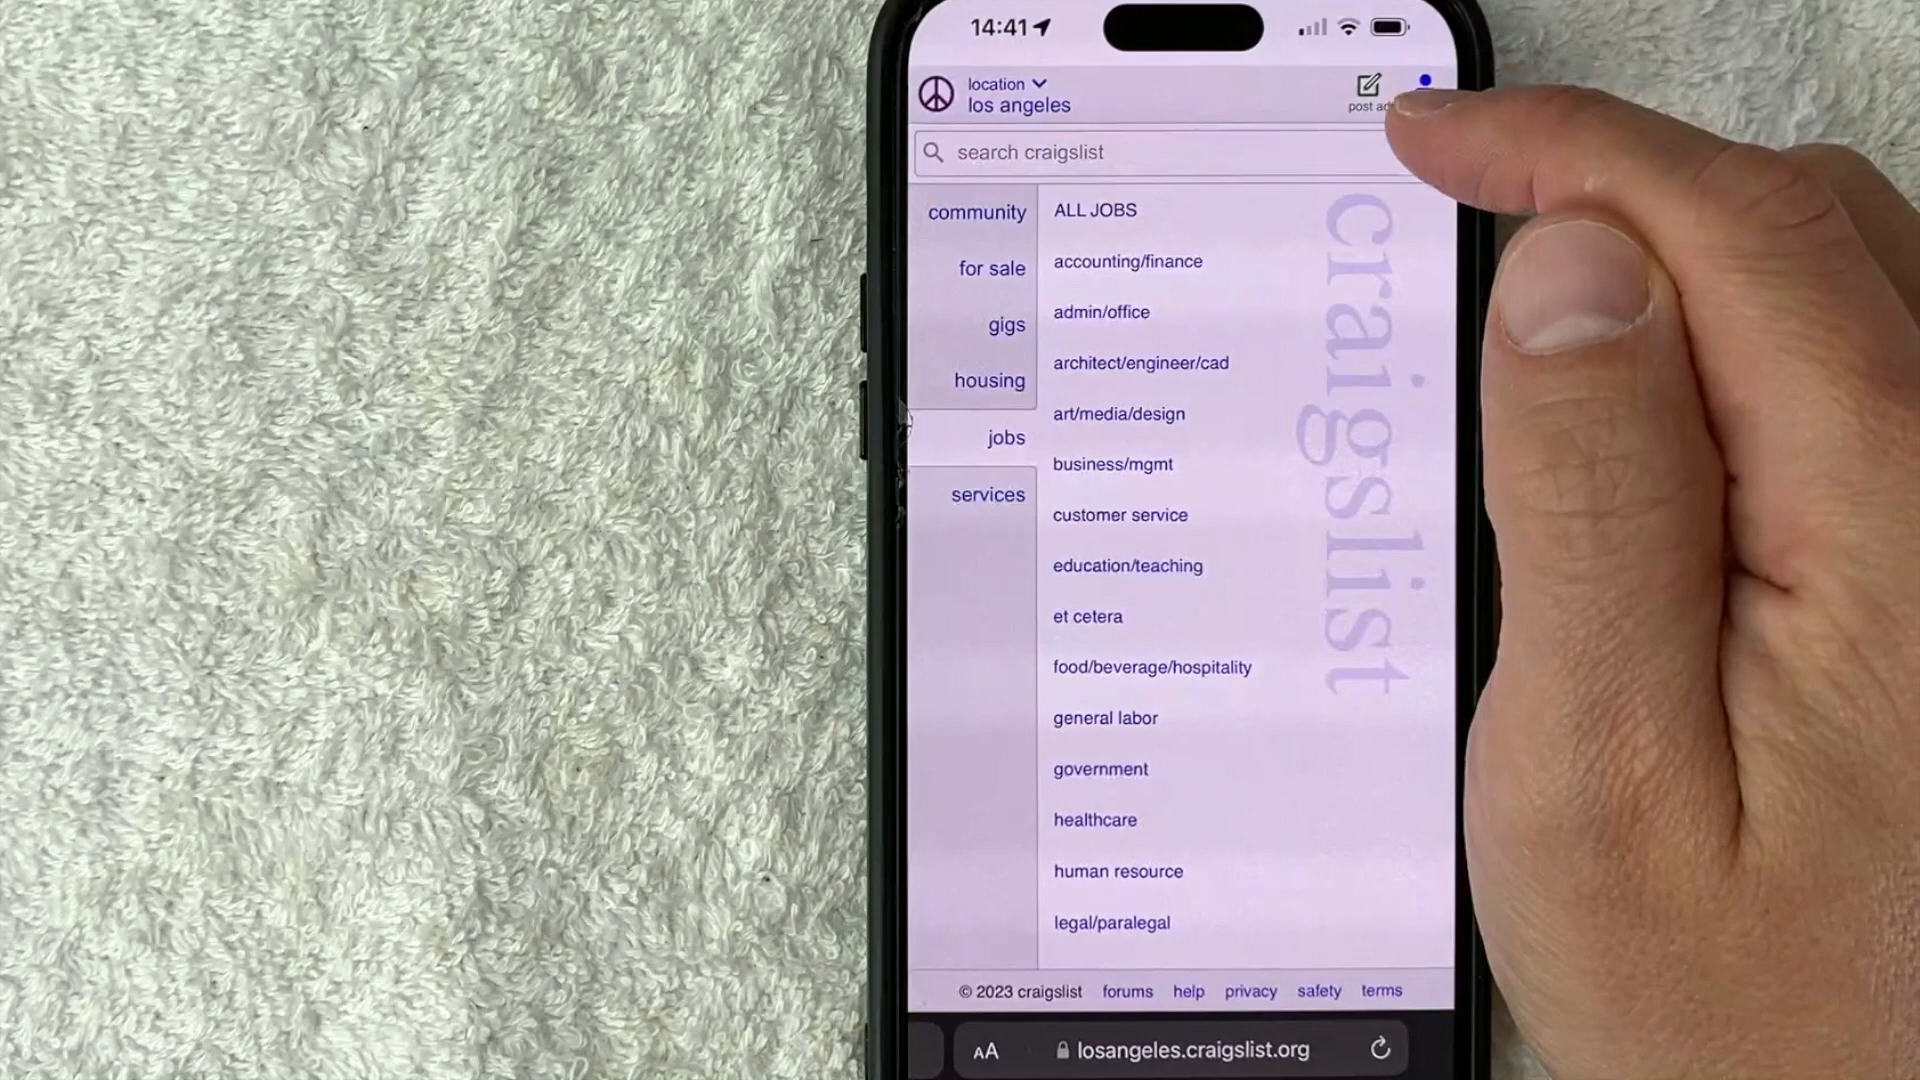 14:41
location
los angeles
post ad
search craigslist
community
for sale
gigs
housing
jobs
services
ALL JOBS
accounting/finance
admin/office
architect/engineer/cad
art/media/design
business/mgmt
customer service
education/teaching
et cetera
food/beverage/hospitality
general labor
government
healthcare
human resource
legal/paralegal
craigslist
© 2023 craigslist forums help privacy safety terms
AA losangeles.craigslist.org